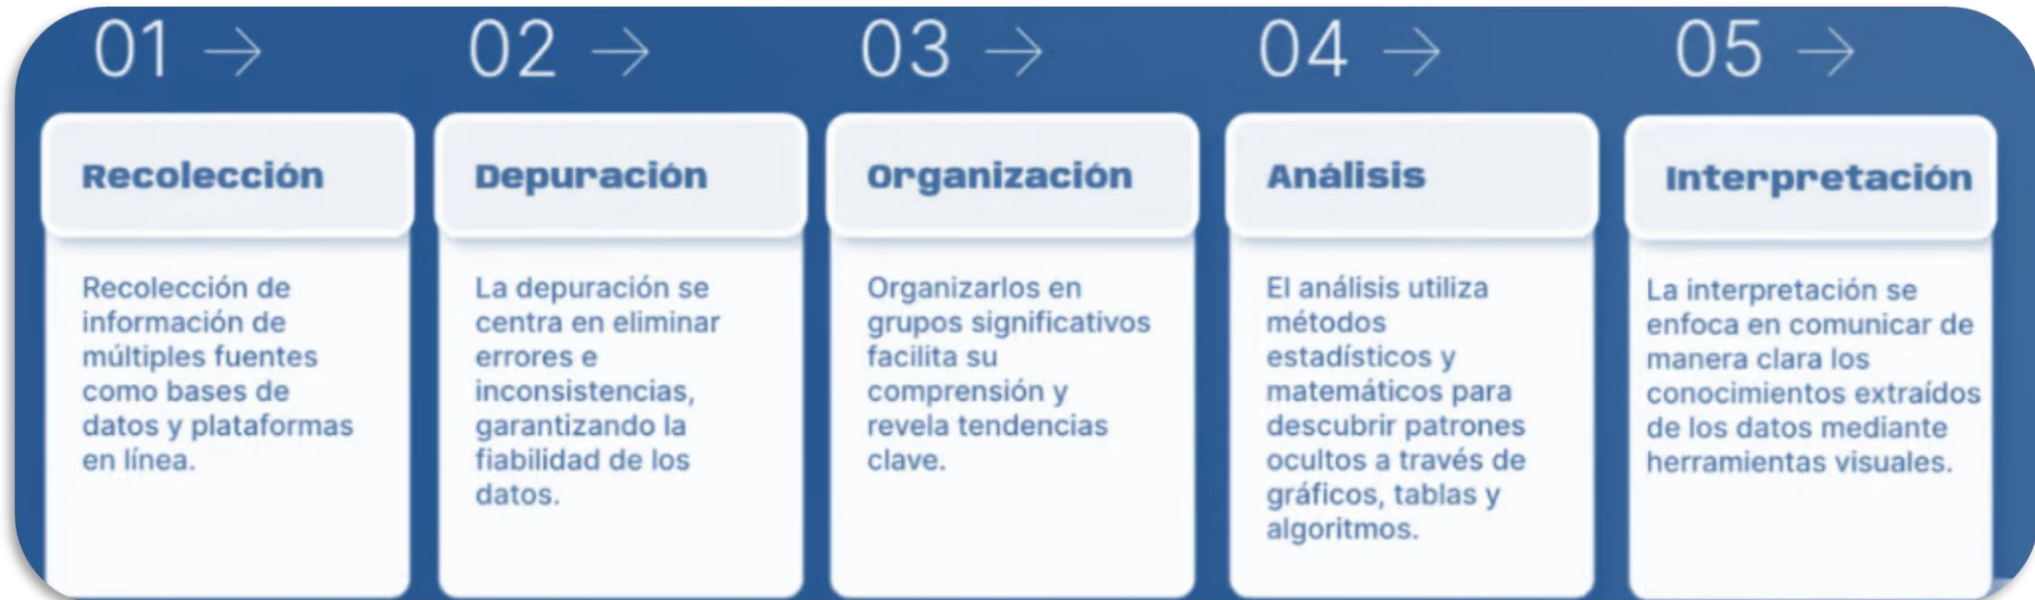 01 →
Recolección
Recolección de
información de
múltiples fuentes
como bases de
datos y plataformas
en línea.
02 →
Depuración
La depuración se
centra en eliminar
errores e
inconsistencias,
garantizando la
fiabilidad de los
datos.
03 →
Organización
Organizarlos en
grupos significativos
facilita su
comprensión y
revela tendencias
clave.
04 →
Análisis
El análisis utiliza
métodos
estadísticos y
matemáticos para
descubrir patrones
ocultos a través de
gráficos, tablas y
algoritmos.
05 →
Interpretación
La interpretación se
enfoca en comunicar de
manera clara los
conocimientos extraídos
de los datos mediante
herramientas visuales.